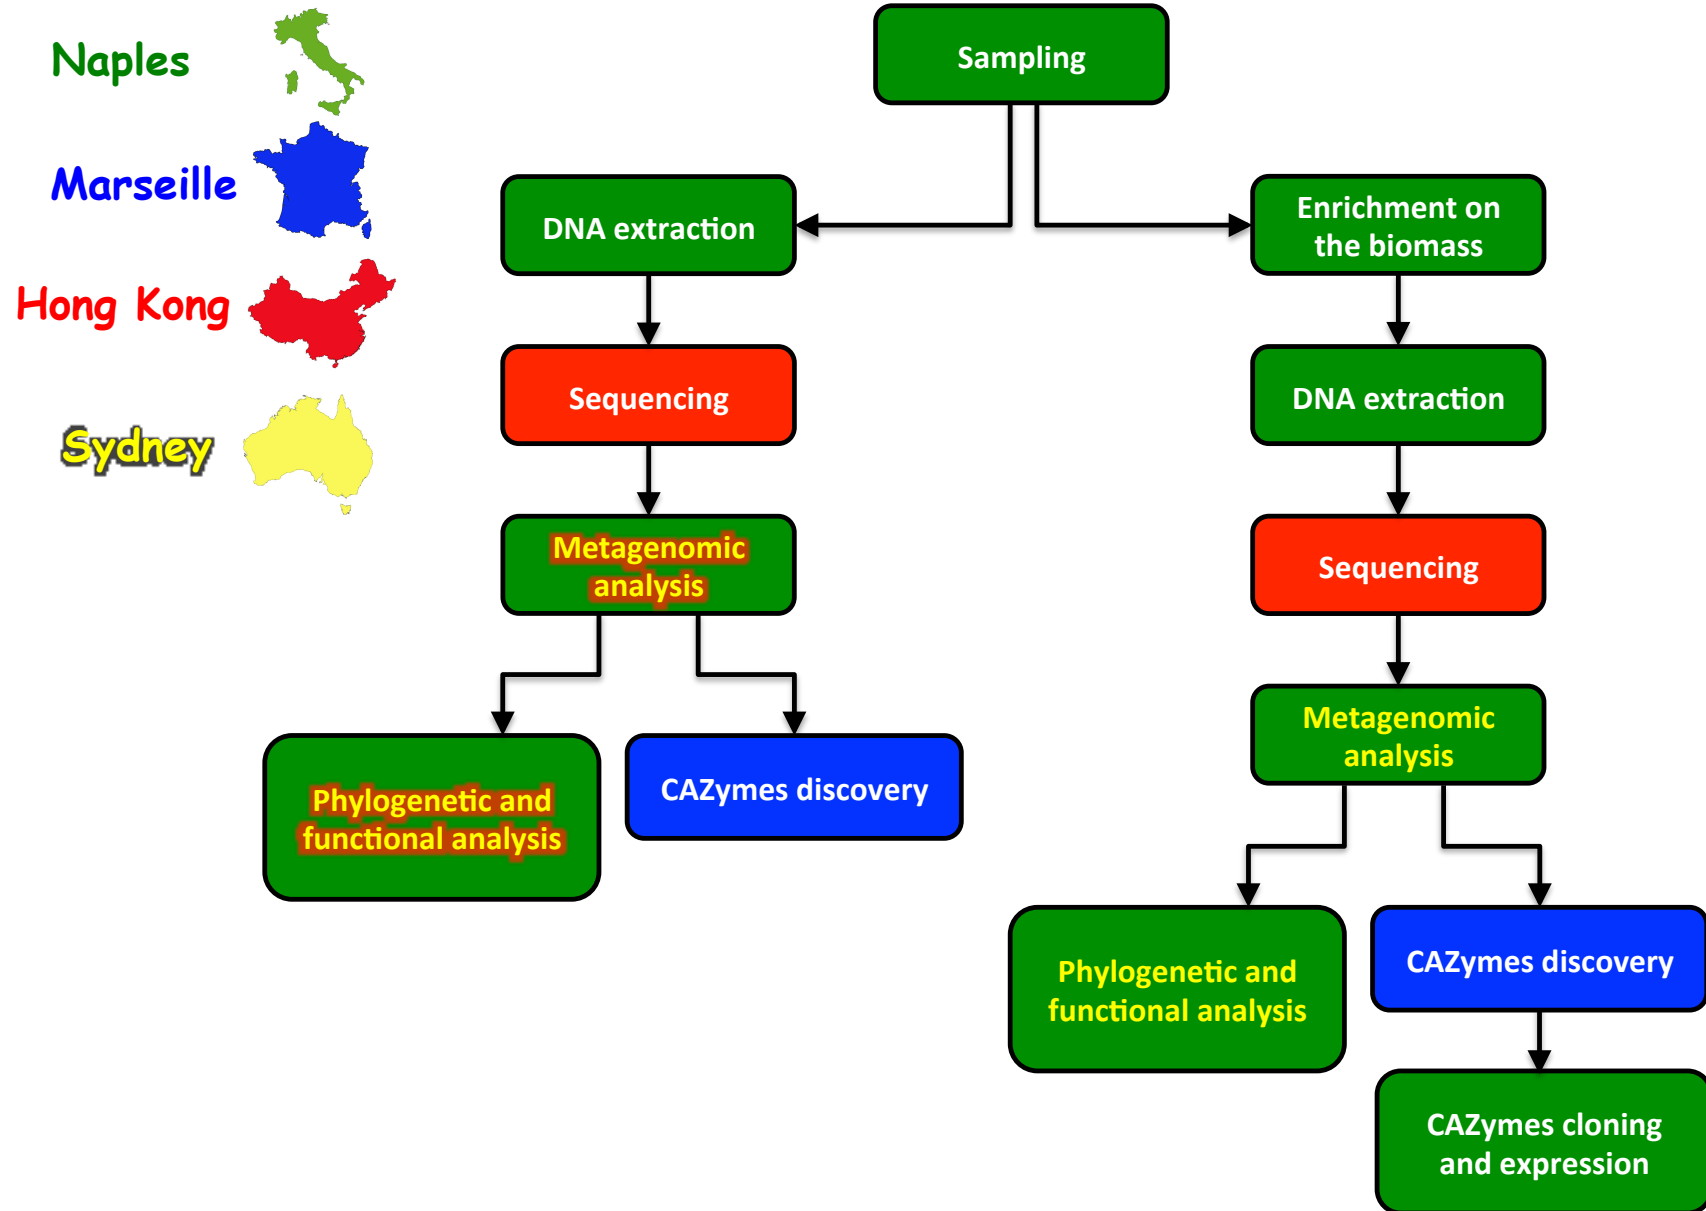 Naples
Marseille
Hong Kong
Sydney
Sampling
DNA extraction
Sequencing
Metagenomic
analysis
Phylogenetic and
functional analysis
CAZymes discovery
Enrichment on
the biomass
DNA extraction
Sequencing
Metagenomic
analysis
Phylogenetic and
functional analysis
CAZymes discovery
CAZymes cloning
and expression